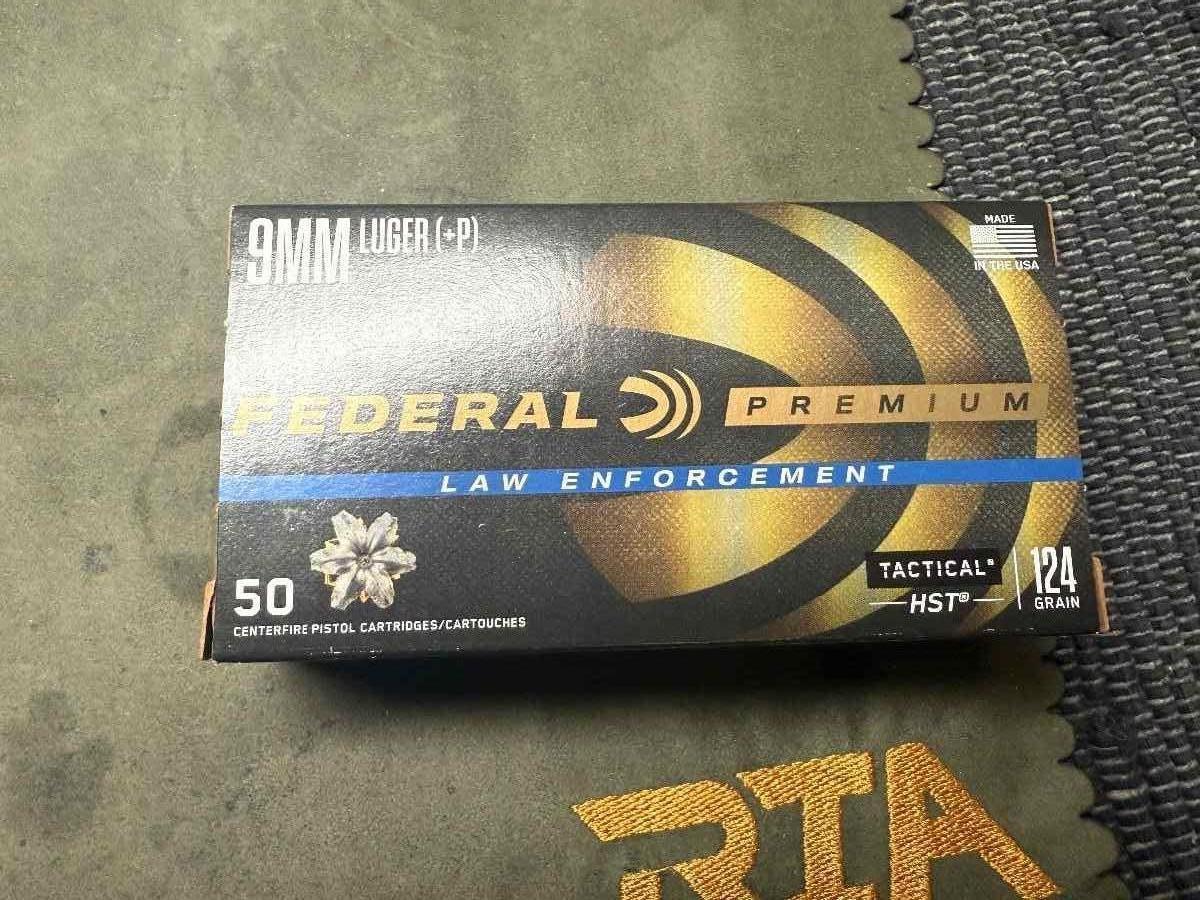 9MM LUGER (+P)
MADE
IN THE USA
FEDERAL PREMIUM
LAW ENFORCEMENT
50
CENTERFIRE PISTOL CARTRIDGES/CARTOUCHES
TACTICAL®
HST®
124
GRAIN
RIA